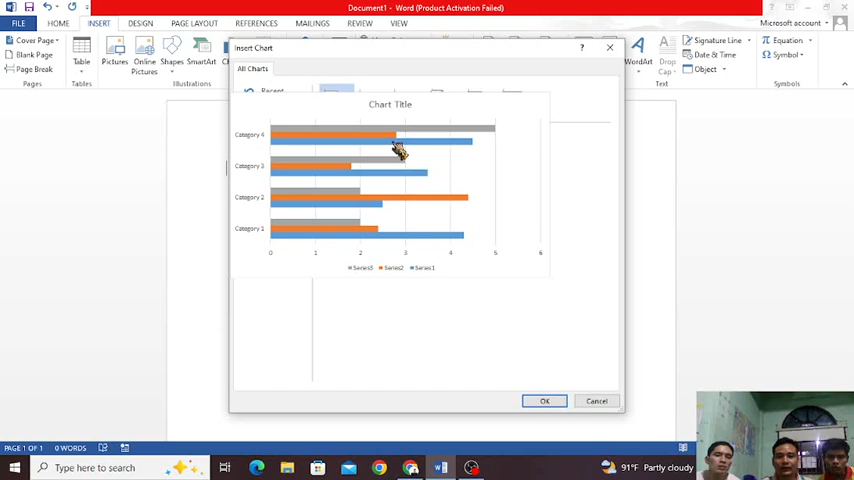 Document1 - Word (Product Activation Failed)
FILE HOME INSERT DESIGN PAGE LAYOUT REFERENCES MAILINGS REVIEW VIEW Microsoft account
Cover Page
Blank Page
Page Break
Pages
Table
Tables
Pictures
Online Pictures
Shapes
SmartArt
Illustrations
WordArt
Drop Cap
Signature Line
Date & Time
Object
Text
Equation
Symbol
Symbols
Insert Chart
All Charts
Recent
Chart Title
Category 4
Category 3
Category 2
Category 1
0 1 2 3 4 5 6
Series3 Series2 Series1
OK Cancel
PAGE 1 OF 1 0 WORDS
Type here to search
91°F Partly cloudy